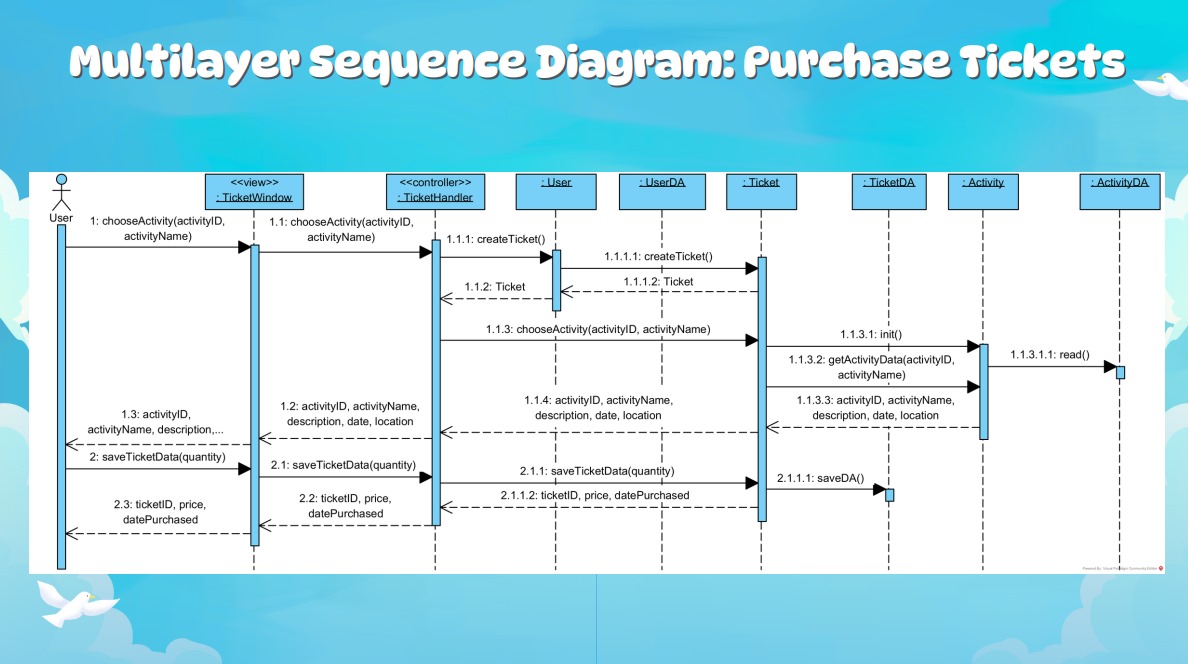 Multilayer Sequence Diagram: Purchase Tickets
<<view>>
: TicketWindow
<<controller>>
: TicketHandler
: User
: UserDA
: Ticket
: TicketDA
: Activity
: ActivityDA
User
1: chooseActivity(activityID,
activityName)
1.1: chooseActivity(activityID,
activityName)
1.1.1: createTicket()
1.1.1.1: createTicket()
1.1.1.2: Ticket
1.1.2: Ticket
1.1.3: chooseActivity(activityID, activityName)
1.1.3.1: init()
1.1.3.1.1: read()
1.1.3.2: getActivityData(activityID,
activityName)
1.1.3.3: activityID, activityName,
description, date, location
1.1.4: activityID, activityName,
description, date, location
1.2: activityID, activityName,
description, date, location
1.3: activityID,
activityName, description,...
2: saveTicketData(quantity)
2.1: saveTicketData(quantity)
2.1.1: saveTicketData(quantity)
2.1.1.1: saveDA()
2.1.1.2: ticketID, price, datePurchased
2.2: ticketID, price,
datePurchased
2.3: ticketID, price,
datePurchased
Powered By Visual Paradigm Community Edition